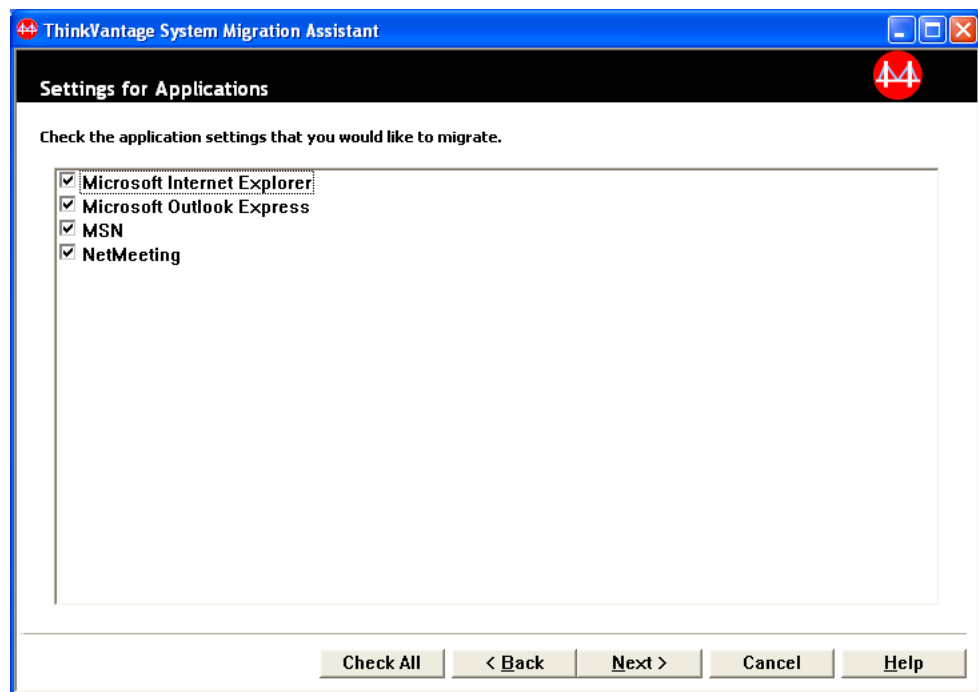 ThinkVantage System Migration Assistant
Settings for Applications
Check the application settings that you would like to migrate.
Microsoft Internet Explorer
Microsoft Outlook Express
MSN
NetMeeting
Check All < Back Next > Cancel Help